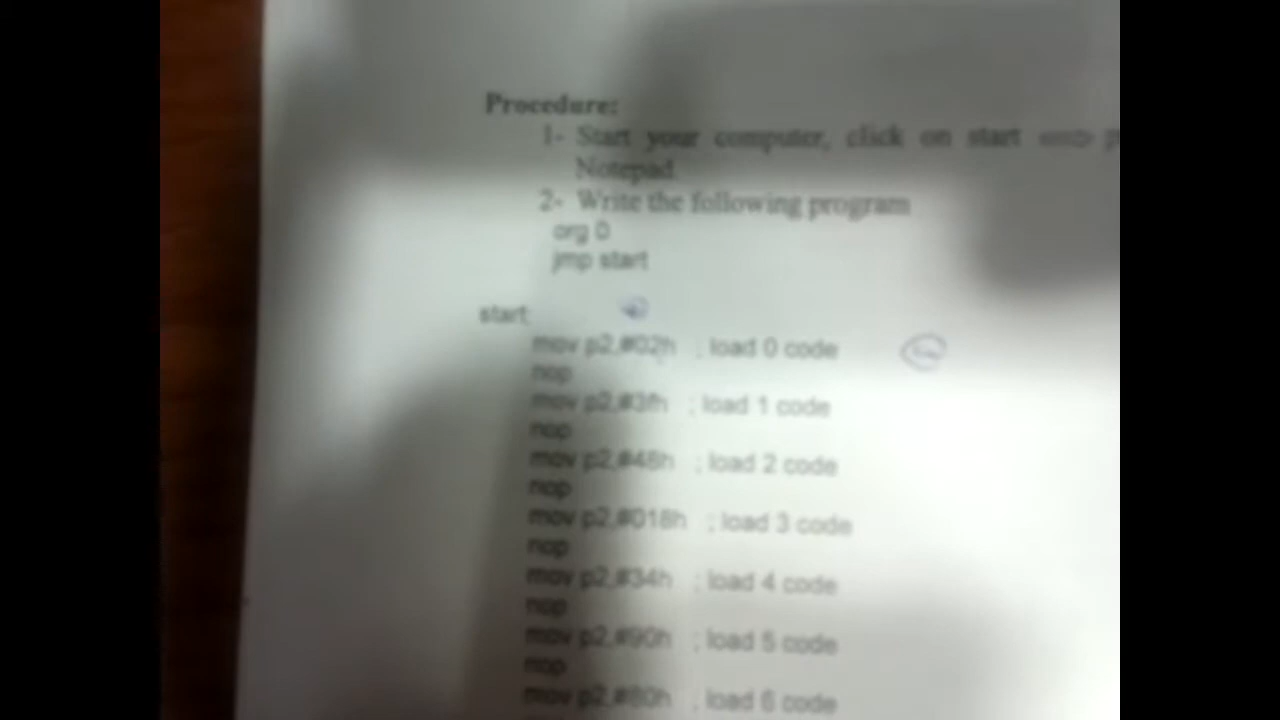 Procedure:
1- Start your computer, click on start
Notepad.
2- Write the following program
org 0
jmp start
start:
mov p2,#02h ; load 0 code
nop
mov p2,#3fh ; load 1 code
nop
mov p2,#48h ; load 2 code
nop
mov p2,#018h ; load 3 code
nop
mov p2,#34h ; load 4 code
nop
mov p2,#90h ; load 5 code
nop
mov p2,#80h ; load 6 code